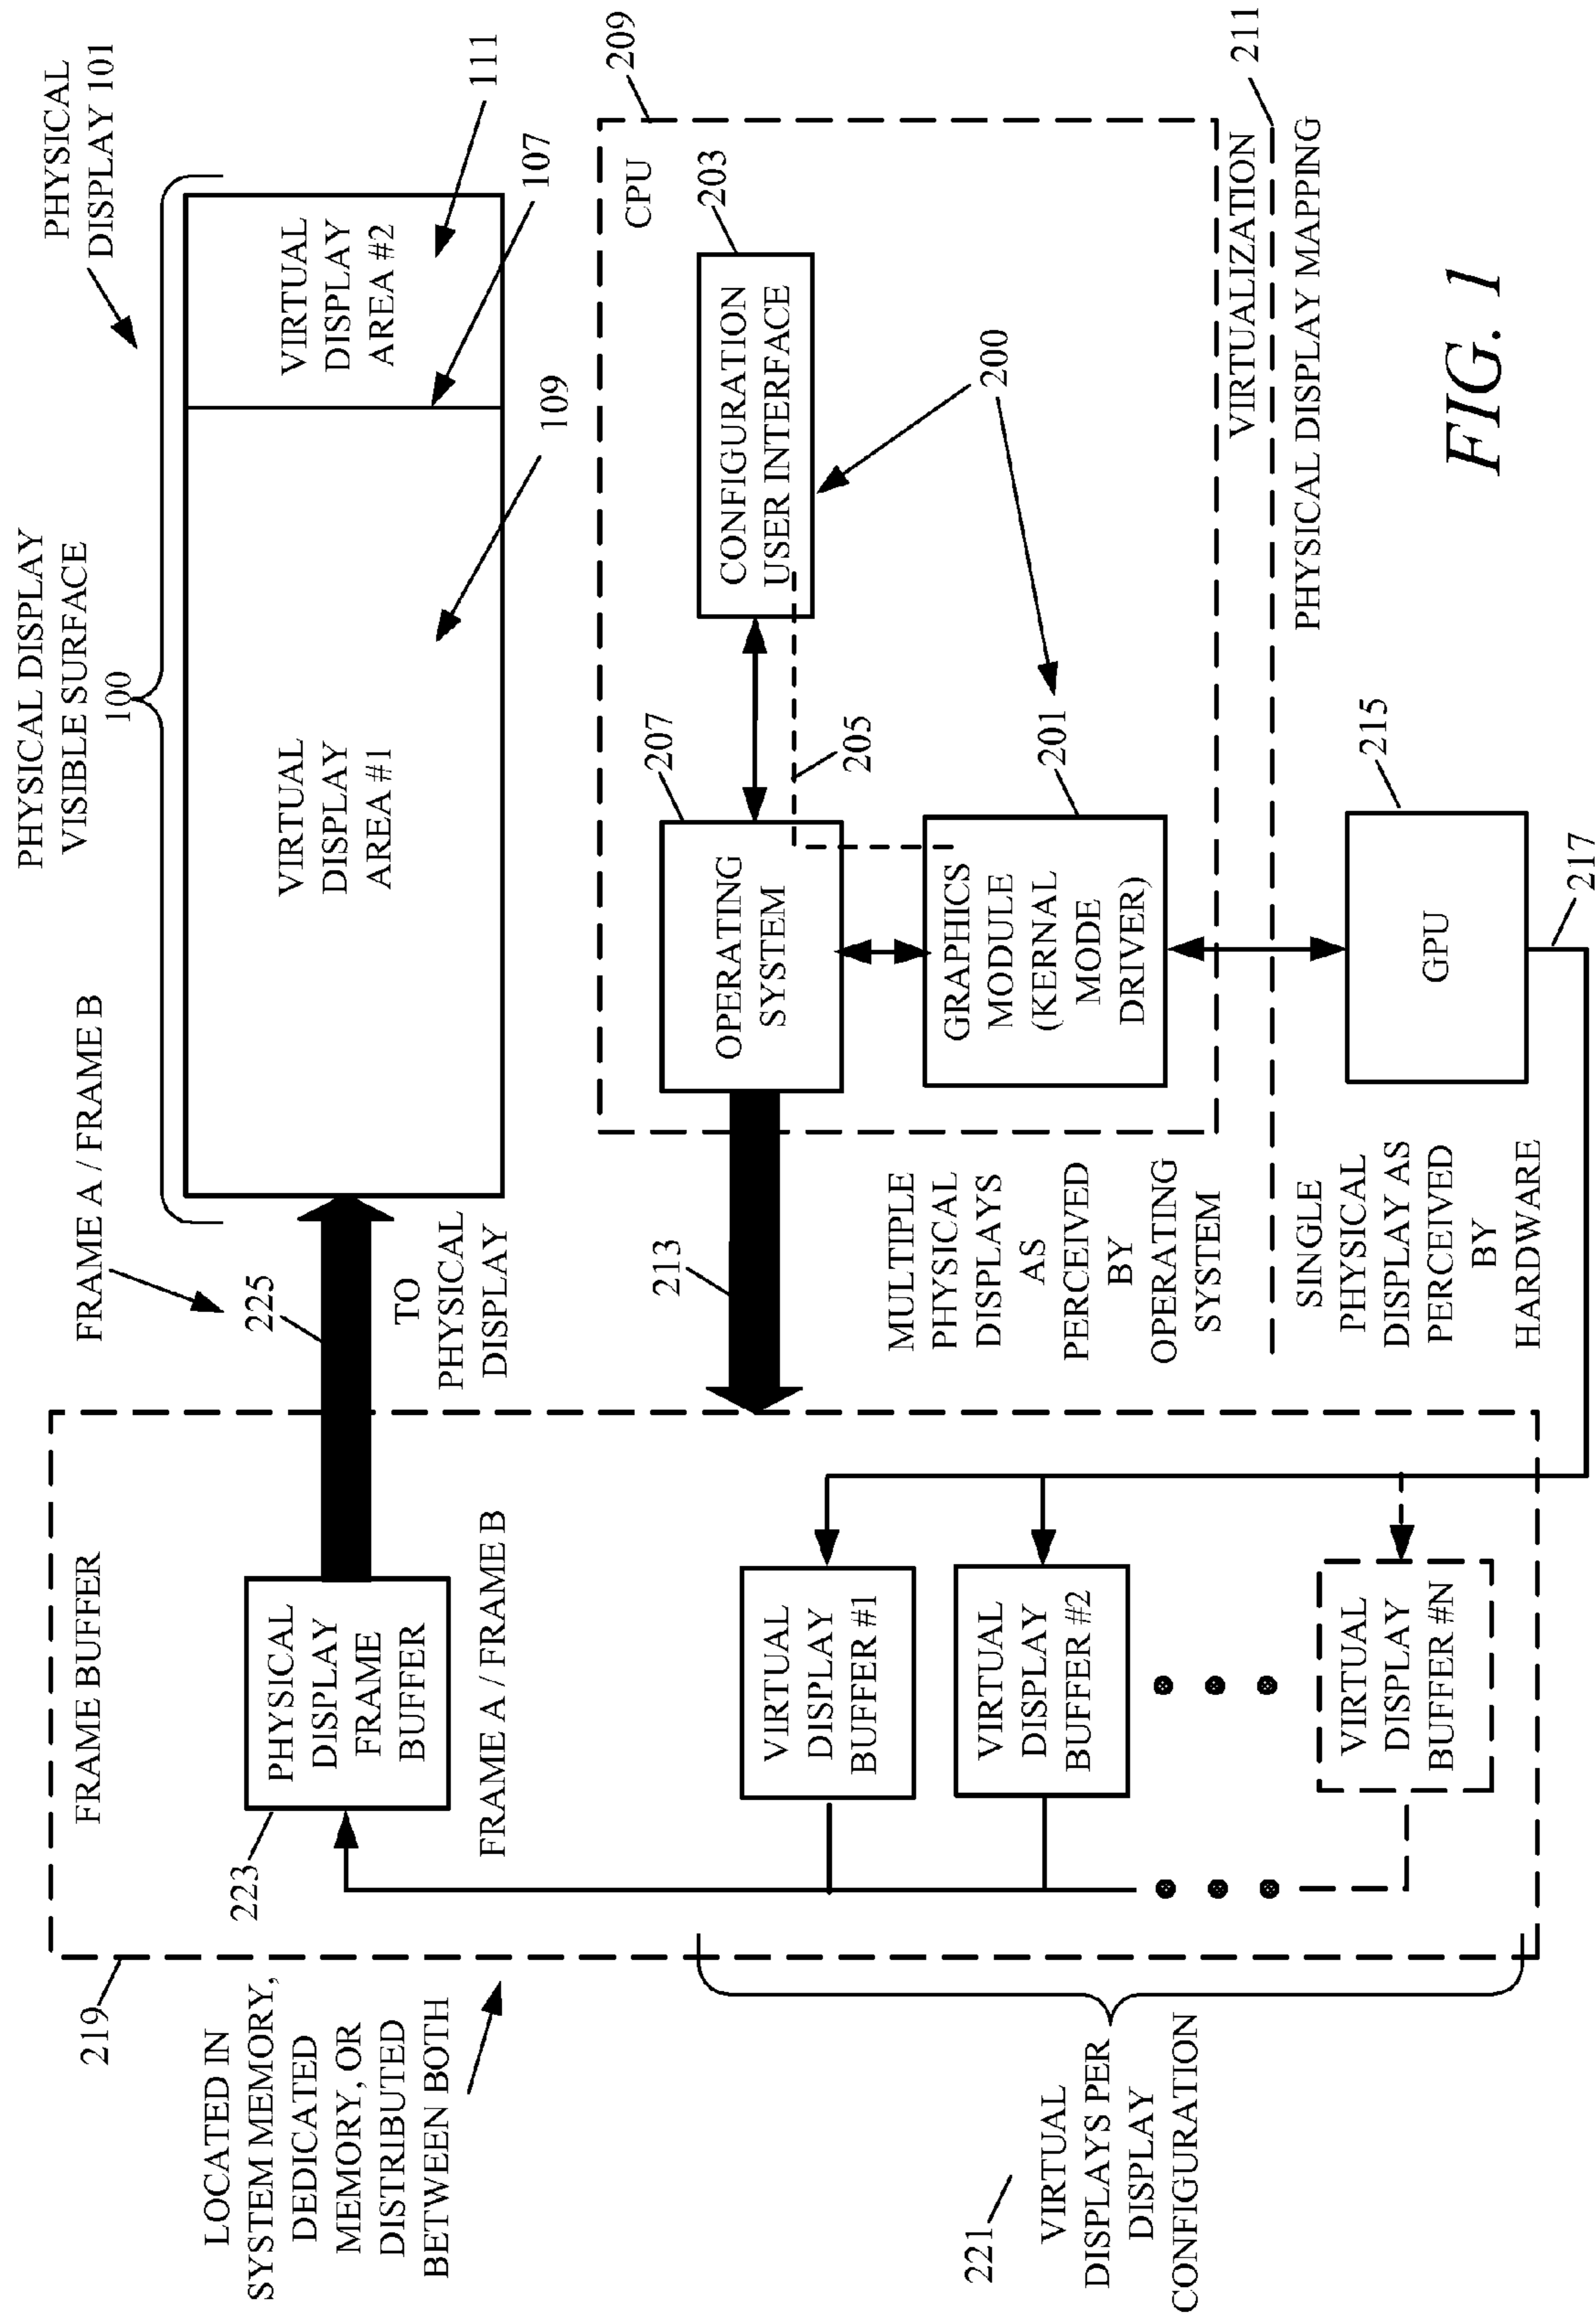 PHYSICAL DISPLAY
VISIBLE SURFACE
100
PHYSICAL
DISPLAY 101
FRAME A / FRAME B
225
TO
PHYSICAL
DISPLAY
VIRTUAL
DISPLAY
AREA #1
VIRTUAL
DISPLAY
AREA #2
109
107
111
219
LOCATED IN
SYSTEM MEMORY,
DEDICATED
MEMORY, OR
DISTRIBUTED
BETWEEN BOTH
FRAME BUFFER
223
PHYSICAL
DISPLAY
FRAME
BUFFER
FRAME A / FRAME B
VIRTUAL
DISPLAY
BUFFER #1
VIRTUAL
DISPLAY
BUFFER #2
VIRTUAL
DISPLAY
BUFFER #N
221
VIRTUAL
DISPLAYS PER
DISPLAY
CONFIGURATION
213
CPU
209
207
OPERATING
SYSTEM
203
CONFIGURATION
USER INTERFACE
205
200
201
GRAPHICS
MODULE
(KERNAL
MODE
DRIVER)
MULTIPLE
PHYSICAL
DISPLAYS
AS
PERCEIVED
BY
OPERATING
SYSTEM
VIRTUALIZATION
211
PHYSICAL DISPLAY MAPPING
SINGLE
PHYSICAL
DISPLAY AS
PERCEIVED
BY
HARDWARE
215
GPU
217
FIG. 1